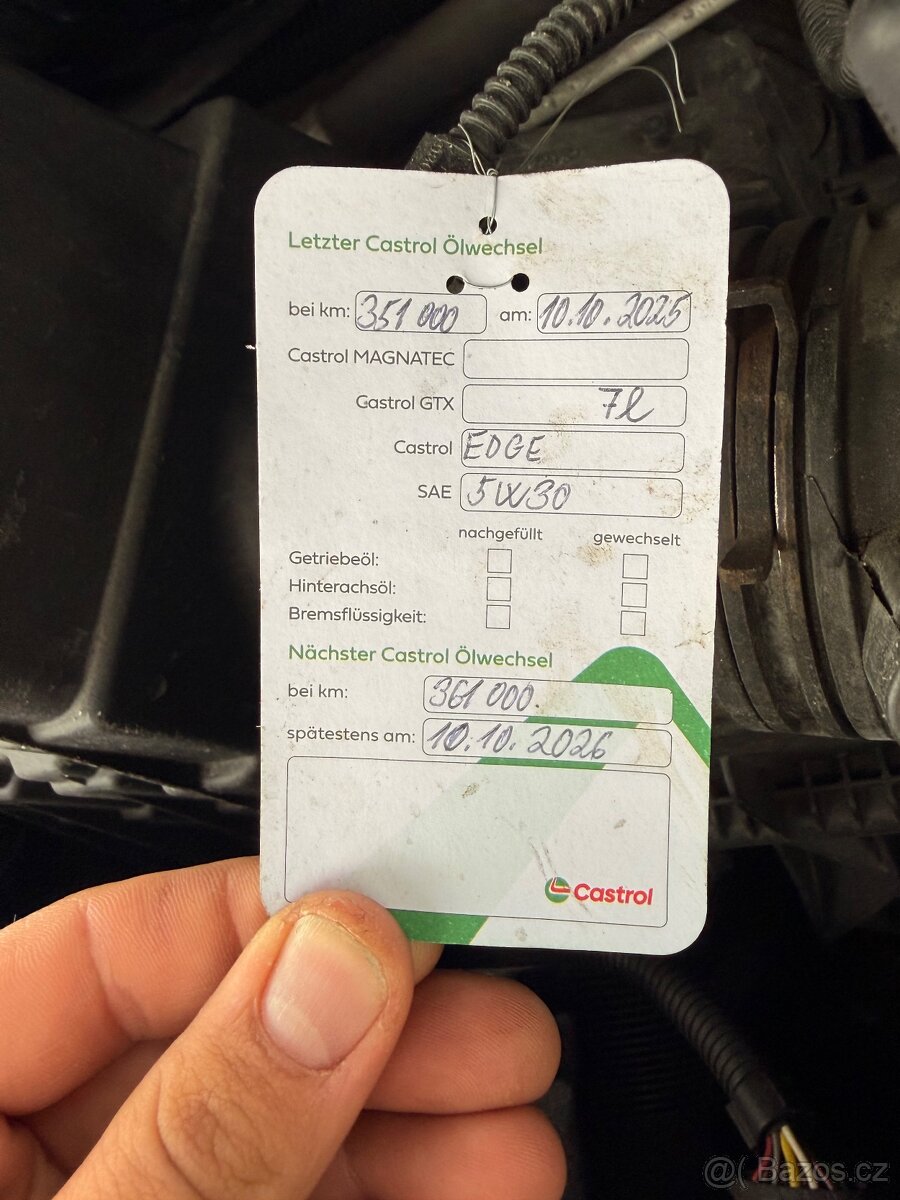 Letzter Castrol Ölwechsel
bei km: 351 000 am: 10.10.2025
Castrol MAGNATEC
Castrol GTX 7l
Castrol EDGE
SAE 5W30
nachgefüllt gewechselt
Getriebeöl:
Hinterachsöl:
Bremsflüssigkeit:
Nächster Castrol Ölwechsel
bei km: 361 000.
spätestens am: 10.10.2026
Castrol
@( Bazos.cz